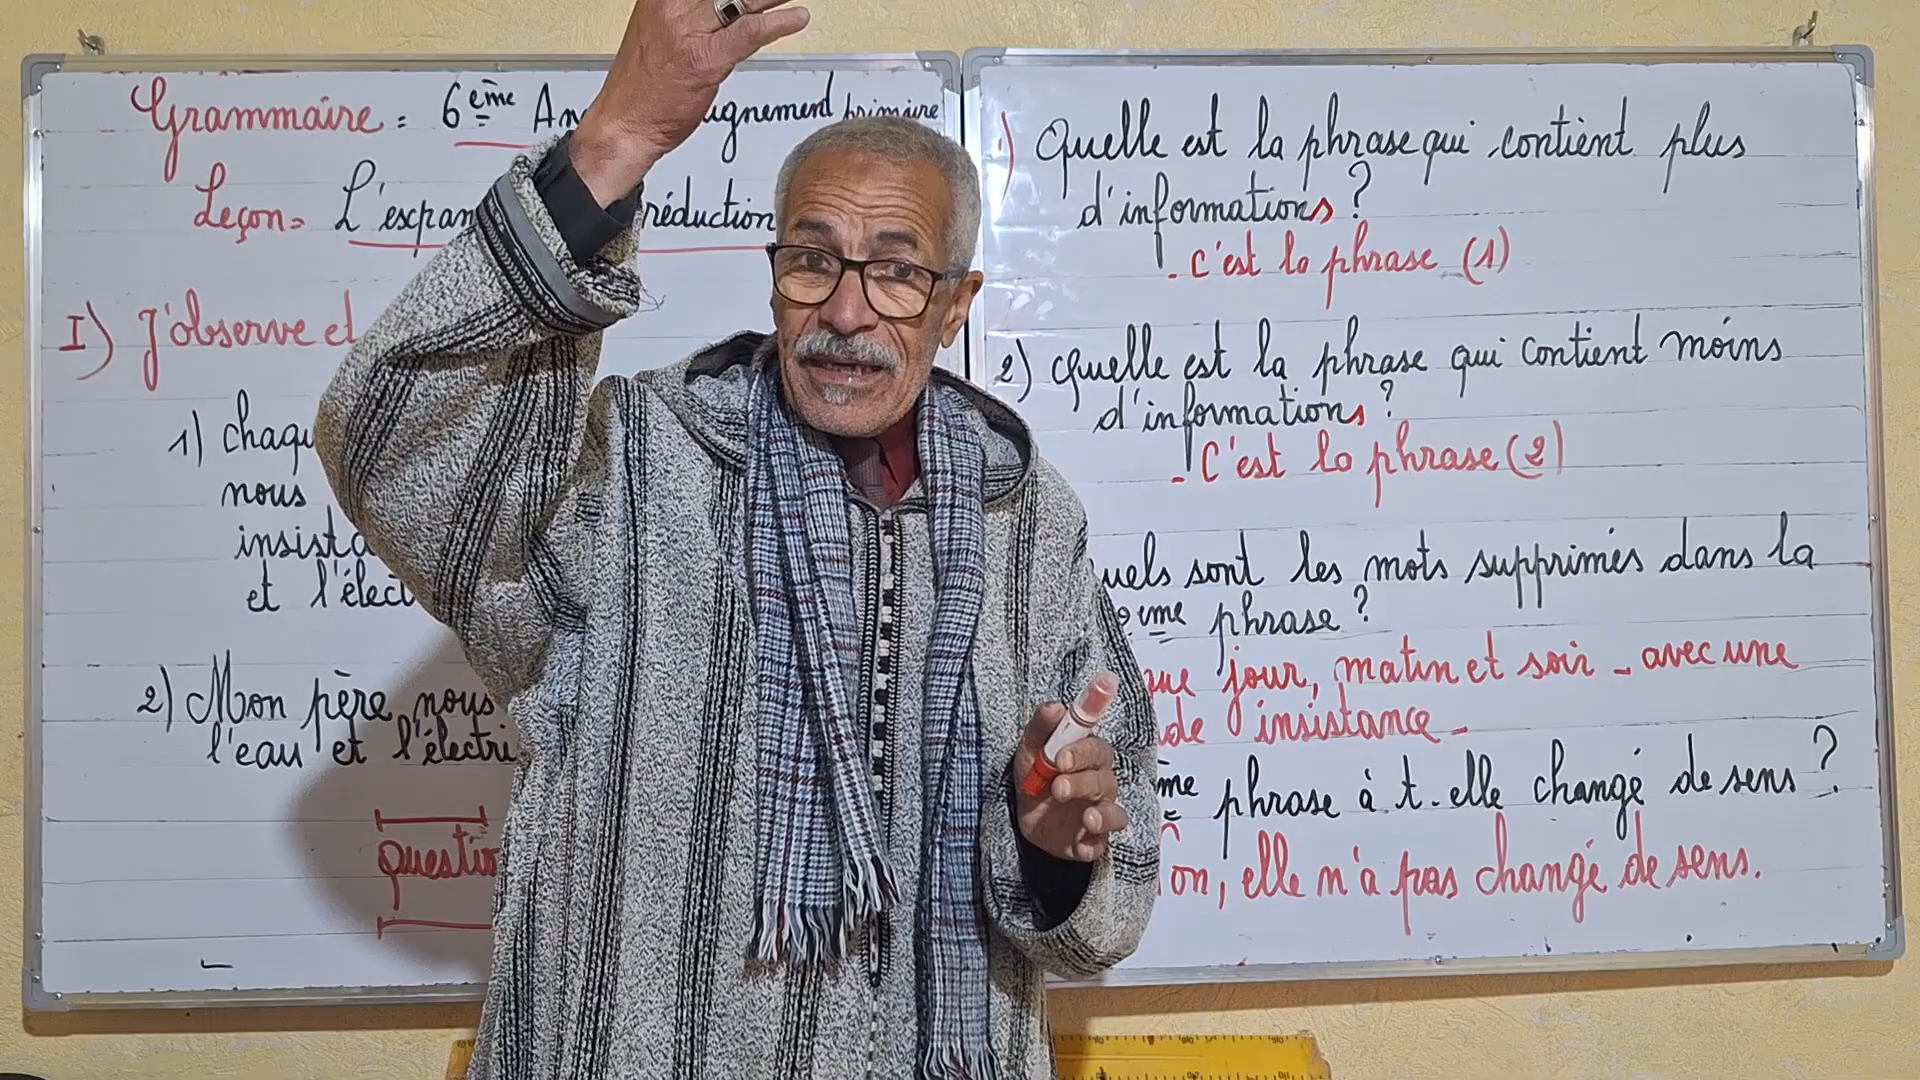 Grammaire : 6ème An ugnement primaire
Leçon = L'expan réduction
I) J'observe et
1) chaqu
nous
insista
et l'élect
2) Mon père nous
l'eau et l'électri
questio
1) Quelle est la phrase qui contient plus
d'informations ?
- c'est la phrase (1)
2) Quelle est la phrase qui contient moins
d'informations ?
- C'est la phrase (2)
uels sont les mots supprimés dans la
ème phrase ?
que jour, matin et soir - avec une
de insistance -
me phrase à t-elle changé de sens ?
on, elle n'à pas changé de sens.